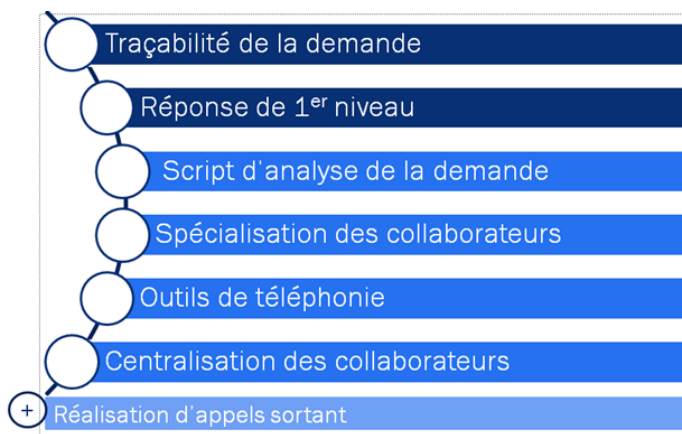 Traçabilité de la demande
Réponse de 1er niveau
Script d'analyse de la demande
Spécialisation des collaborateurs
Outils de téléphonie
Centralisation des collaborateurs
+ Réalisation d'appels sortant